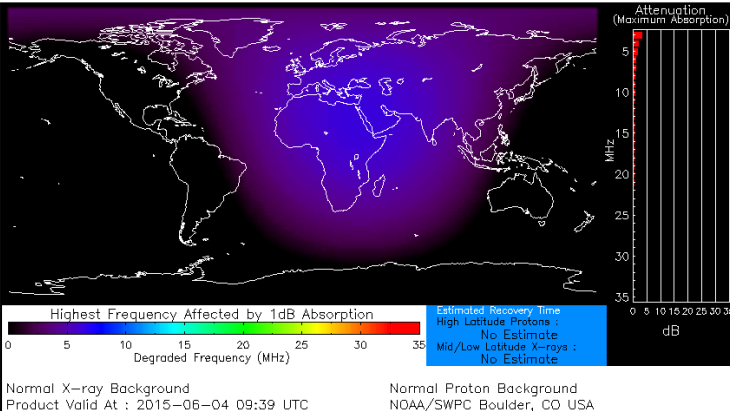 Attenuation
(Maximum Absorption)
5
10
15
20
25
30
35
MHz
0 5 10 15 20 25 30 3
dB
Highest Frequency Affected by 1dB Absorption
0 5 10 15 20 25 30 35
Degraded Frequency (MHz)
Estimated Recovery Time
High Latitude Protons :
No Estimate
Mid/Low Latitude X-rays :
No Estimate
Normal X-ray Background
Normal Proton Background
Product Valid At : 2015-06-04 09:39 UTC
NOAA/SWPC Boulder, CO USA